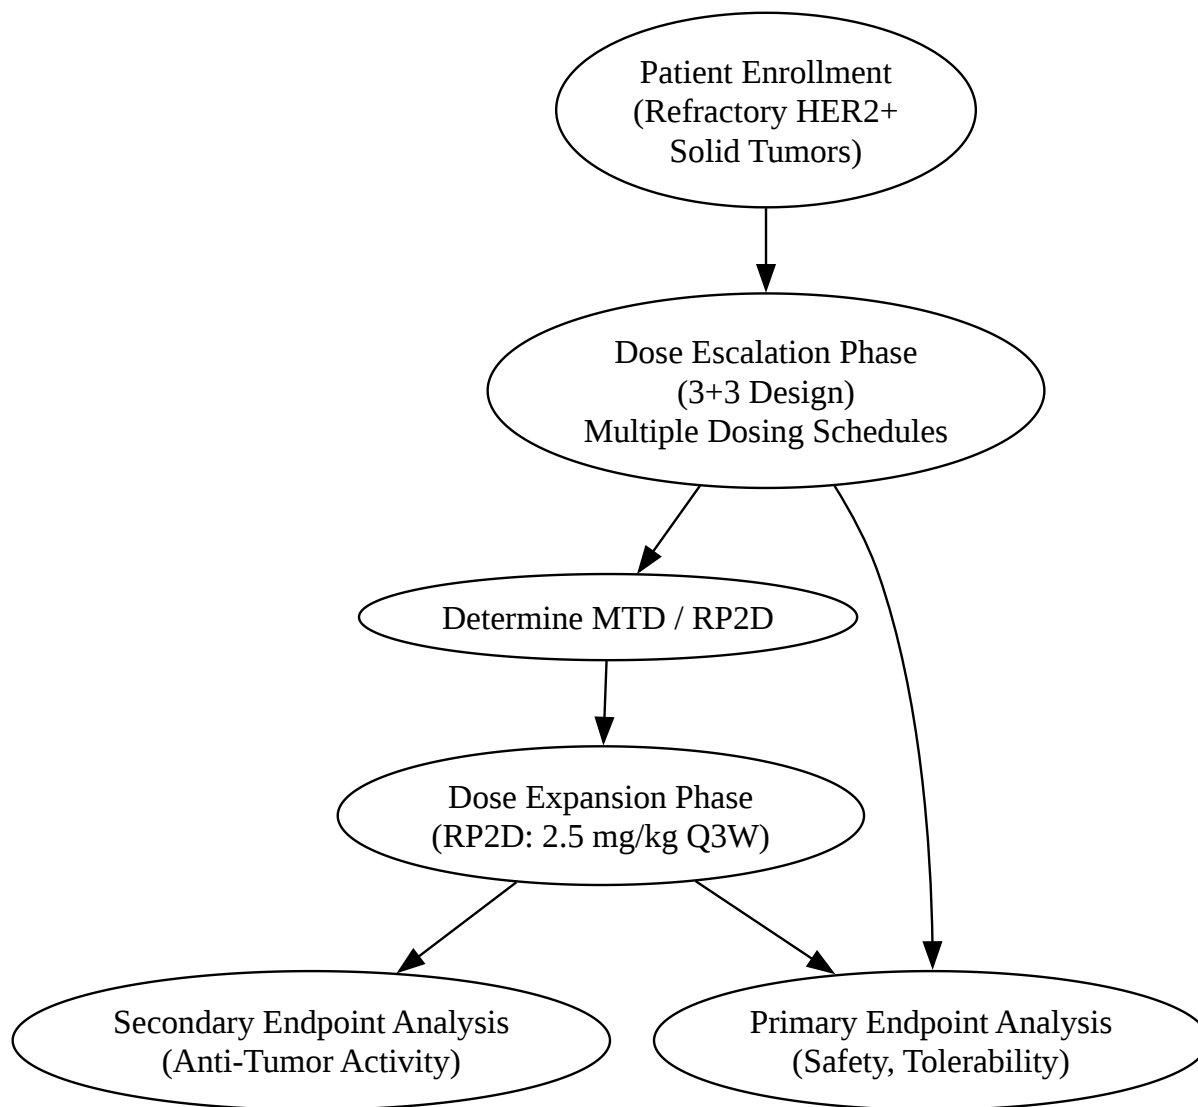 Patient Enrollment
(Refractory HER2+
Solid Tumors)
Dose Escalation Phase
(3+3 Design)
Multiple Dosing Schedules
Determine MTD / RP2D
Dose Expansion Phase
(RP2D: 2.5 mg/kg Q3W)
Secondary Endpoint Analysis
(Anti-Tumor Activity)
Primary Endpoint Analysis
(Safety, Tolerability)